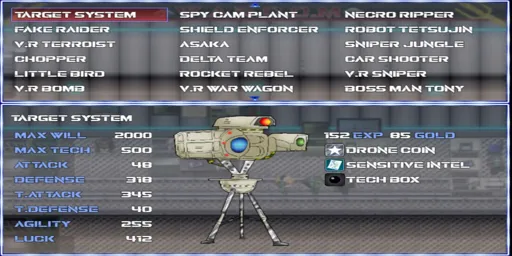 TARGET SYSTEM SPY CAM PLANT NECRO RIPPER
FAKE RAIDER SHIELD ENFORCER ROBOT TETSUJIN
V.R TERROIST ASAKA SNIPER JUNGLE
CHOPPER DELTA TEAM CAR SHOOTER
LITTLE BIRD ROCKET REBEL V.R SNIPER
V.R BOMB V.R WAR WAGON BOSS MAN TONY
TARGET SYSTEM
MAX WILL 2000 152 EXP 85 GOLD
MAX TECH 500 DRONE COIN
ATTACK 48 SENSITIVE INTEL
DEFENSE 318 TECH BOX
T.ATTACK 345
T.DEFENSE 40
AGILITY 255
LUCK 412